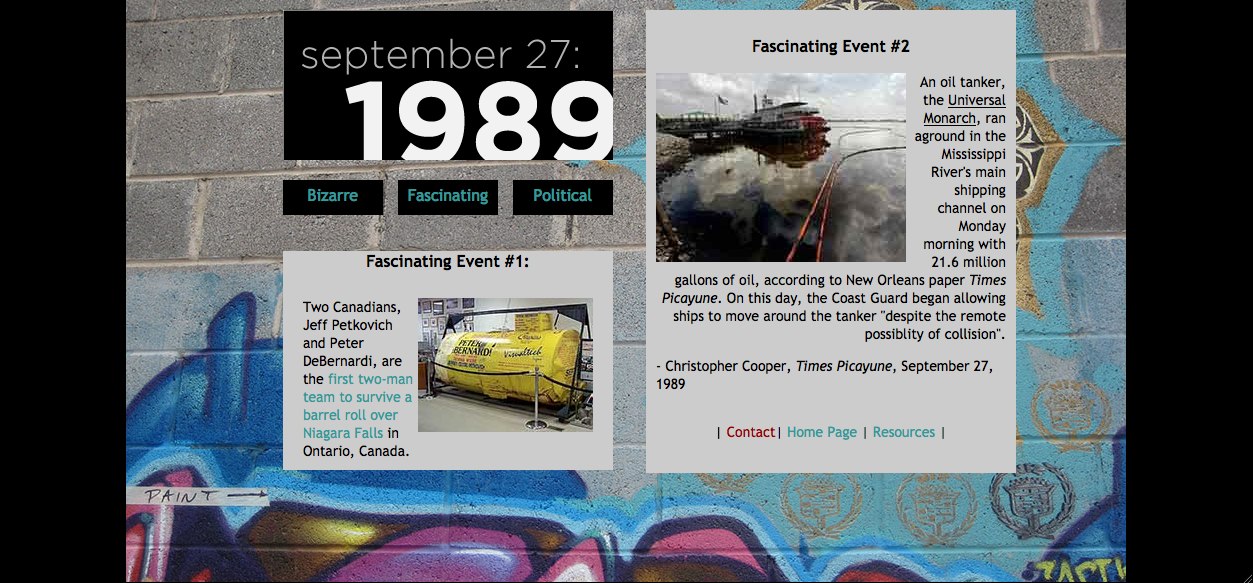 september 27:
1989
Bizarre
Fascinating
Political
Fascinating Event #1:
Two Canadians,
Jeff Petkovich
and Peter
DeBernardi, are
the first two-man
team to survive a
barrel roll over
Niagara Falls in
Ontario, Canada.
PETER
BERNARDI
Visualtech
Fascinating Event #2
An oil tanker,
the Universal
Monarch, ran
aground in the
Mississippi
River's main
shipping
channel on
Monday
morning with
21.6 million
gallons of oil, according to New Orleans paper Times
Picayune. On this day, the Coast Guard began allowing
ships to move around the tanker "despite the remote
possiblity of collision".
- Christopher Cooper, Times Picayune, September 27,
1989
| Contact | Home Page | Resources |
PAINT